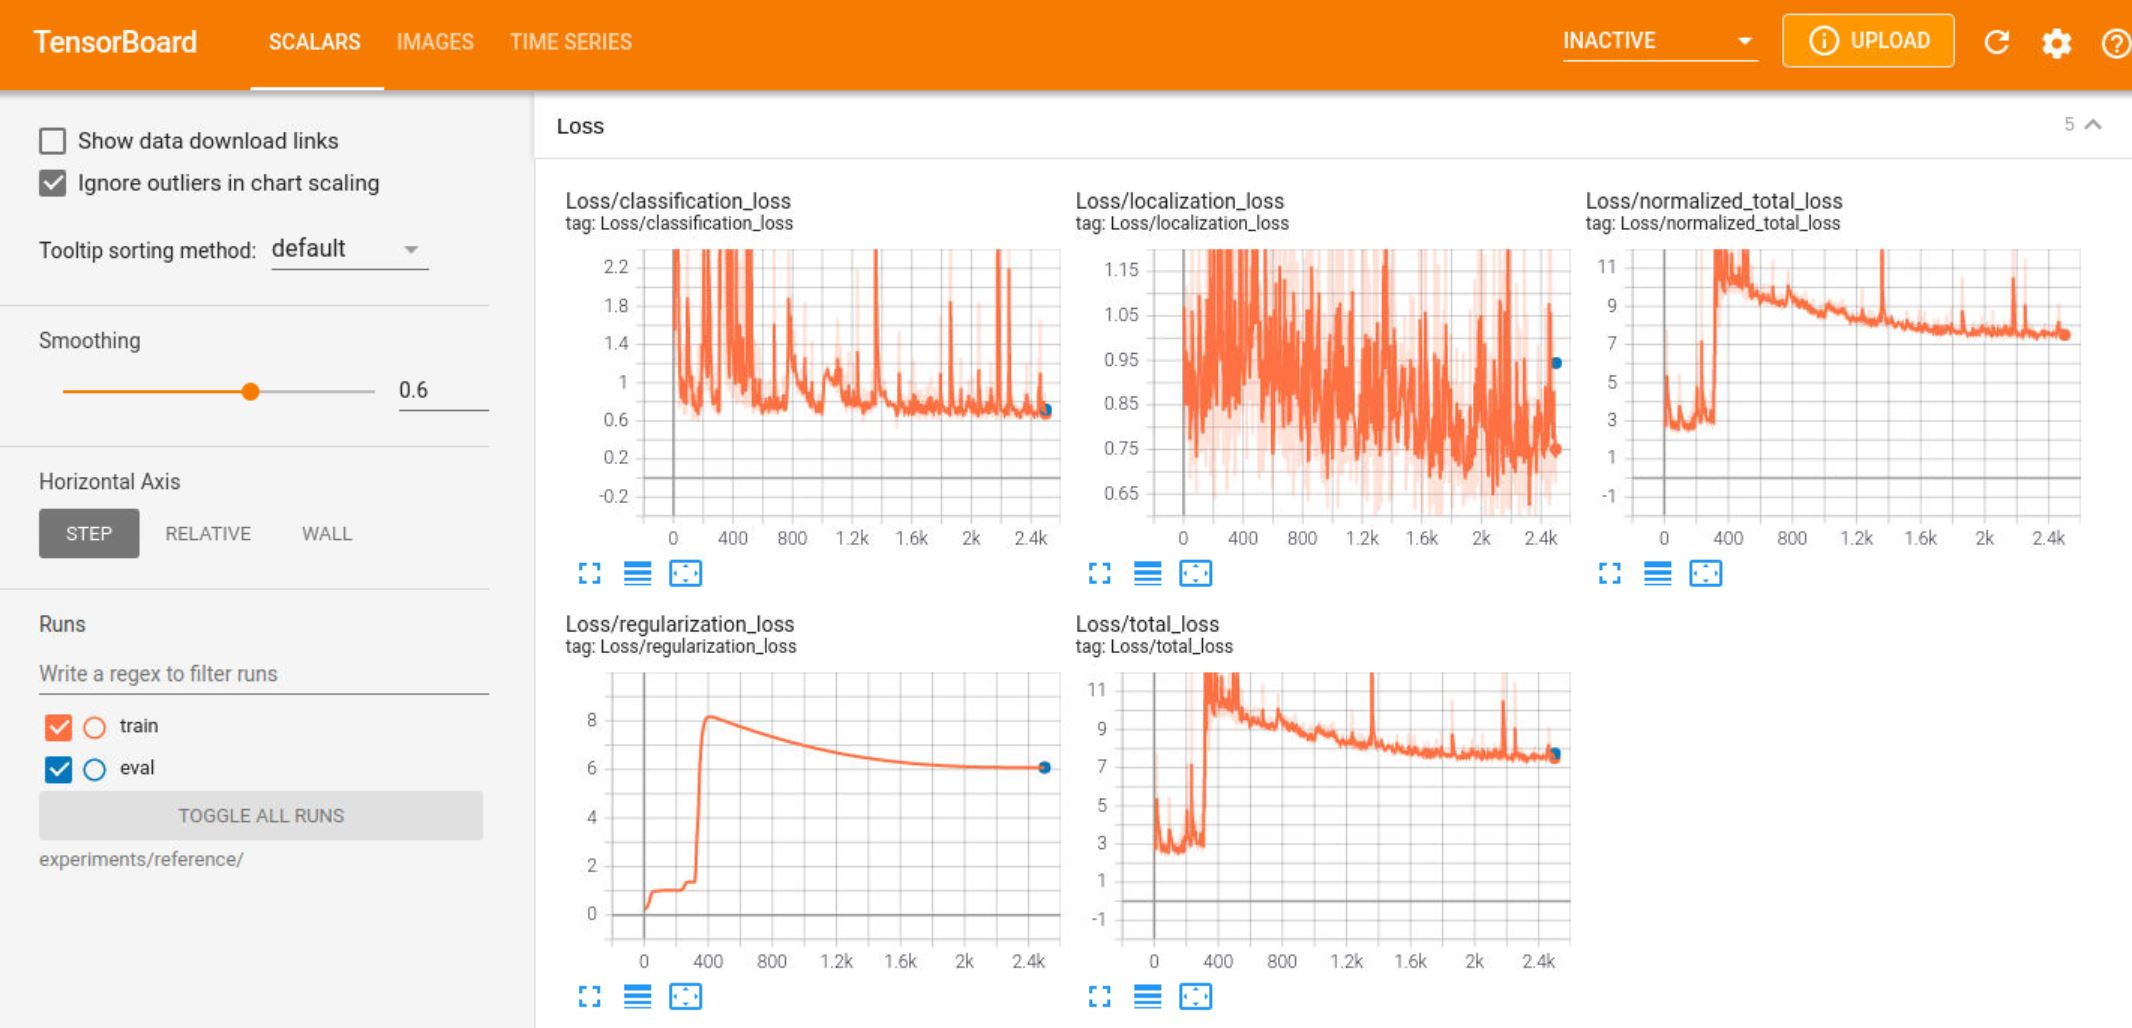 TensorBoard
SCALARS
IMAGES
TIME SERIES
INACTIVE
UPLOAD
Show data download links
Ignore outliers in chart scaling
Tooltip sorting method: default
Smoothing
0.6
Horizontal Axis
STEP
RELATIVE
WALL
Runs
Write a regex to filter runs
train
eval
TOGGLE ALL RUNS
experiments/reference/
Loss
5
Loss/classification_loss
tag: Loss/classification_loss
2.2
1.8
1.4
1
0.6
0.2
-0.2
0 400 800 1.2k 1.6k 2k 2.4k
Loss/localization_loss
tag: Loss/localization_loss
1.15
1.05
0.95
0.85
0.75
0.65
0 400 800 1.2k 1.6k 2k 2.4k
Loss/normalized_total_loss
tag: Loss/normalized_total_loss
11
9
7
5
3
1
-1
0 400 800 1.2k 1.6k 2k 2.4k
Loss/regularization_loss
tag: Loss/regularization_loss
8
6
4
2
0
0 400 800 1.2k 1.6k 2k 2.4k
Loss/total_loss
tag: Loss/total_loss
11
9
7
5
3
1
-1
0 400 800 1.2k 1.6k 2k 2.4k